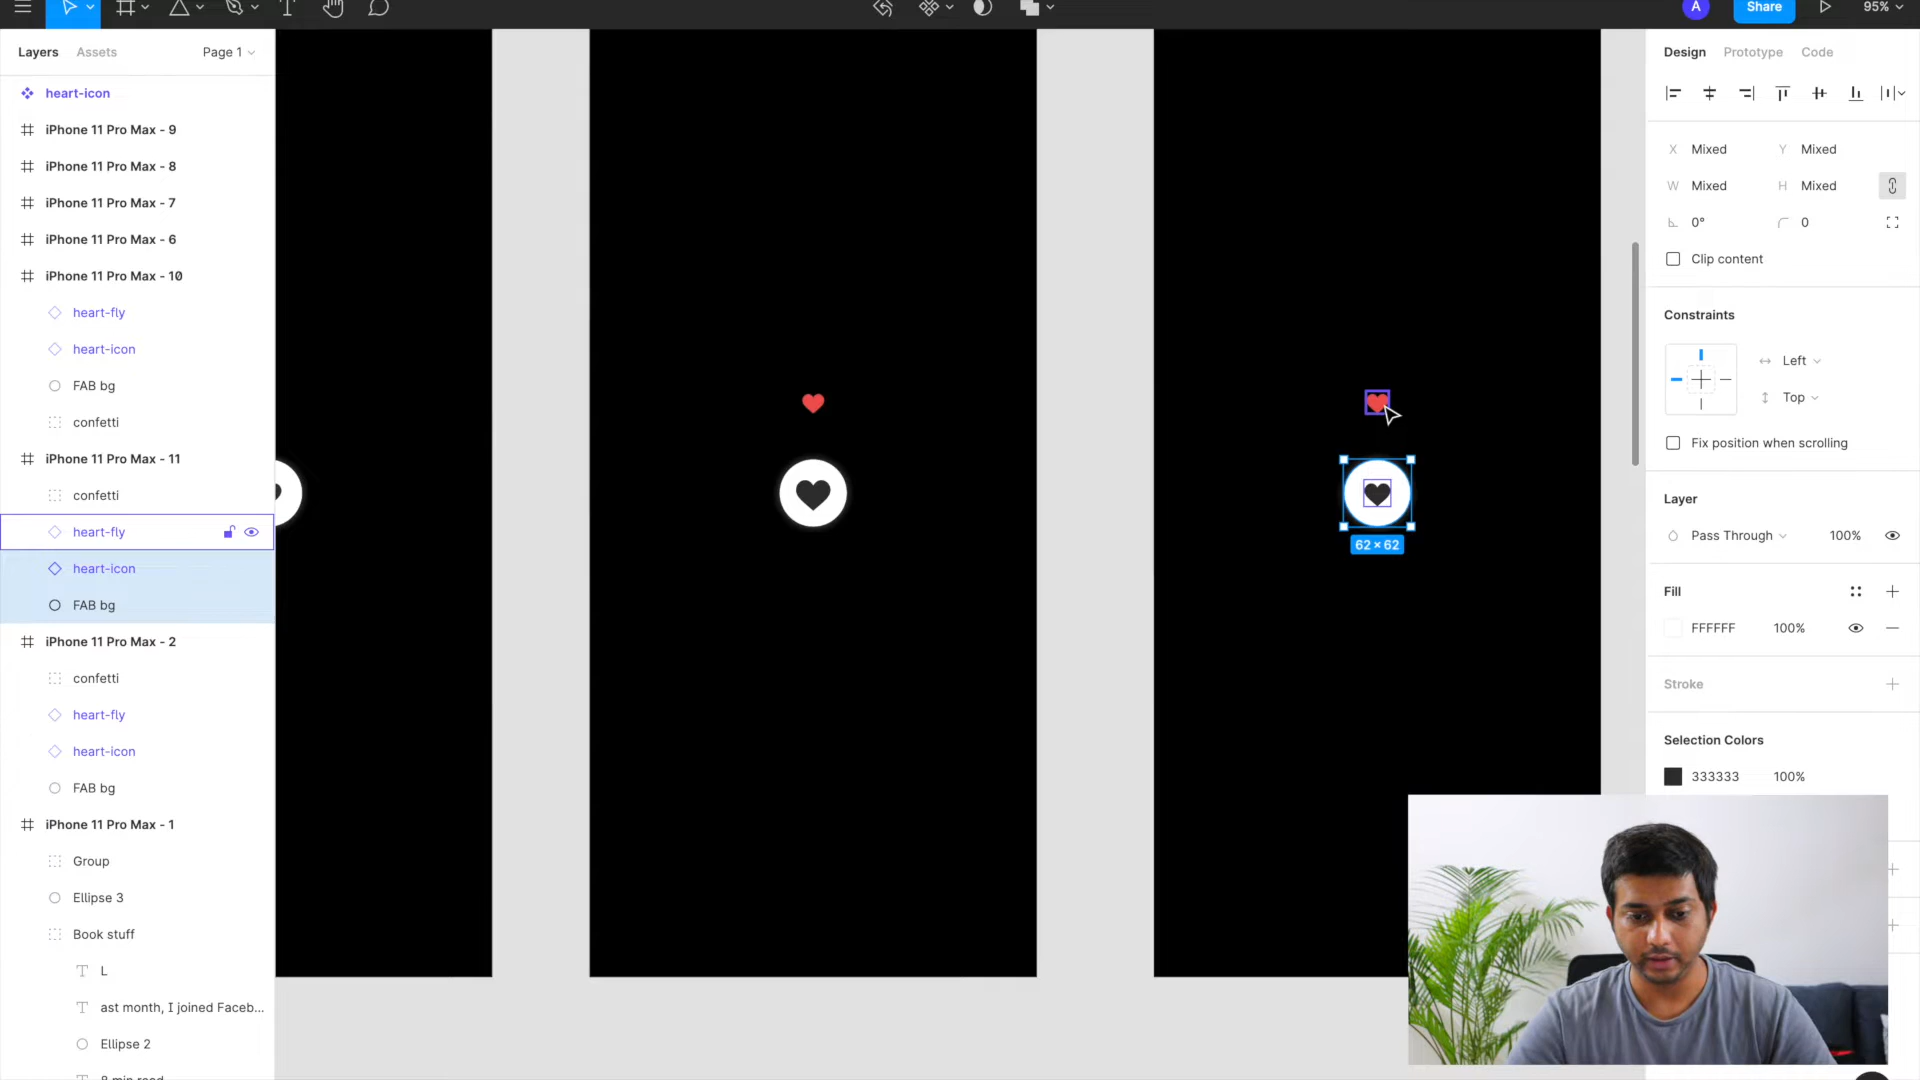 A
Share
95%
Layers
Assets
Page 1
heart-icon
iPhone 11 Pro Max - 9
iPhone 11 Pro Max - 8
iPhone 11 Pro Max - 7
iPhone 11 Pro Max - 6
iPhone 11 Pro Max - 10
heart-fly
heart-icon
FAB bg
confetti
iPhone 11 Pro Max - 11
confetti
heart-fly
heart-icon
FAB bg
iPhone 11 Pro Max - 2
confetti
heart-fly
heart-icon
FAB bg
iPhone 11 Pro Max - 1
Group
Ellipse 3
Book stuff
L
ast month, I joined Faceb...
Ellipse 2
8 min read
62 × 62
Design
Prototype
Code
X Mixed
Y Mixed
W Mixed
H Mixed
0°
0
Clip content
Constraints
Left
Top
Fix position when scrolling
Layer
Pass Through
100%
Fill
FFFFFF
100%
Stroke
Selection Colors
333333
100%